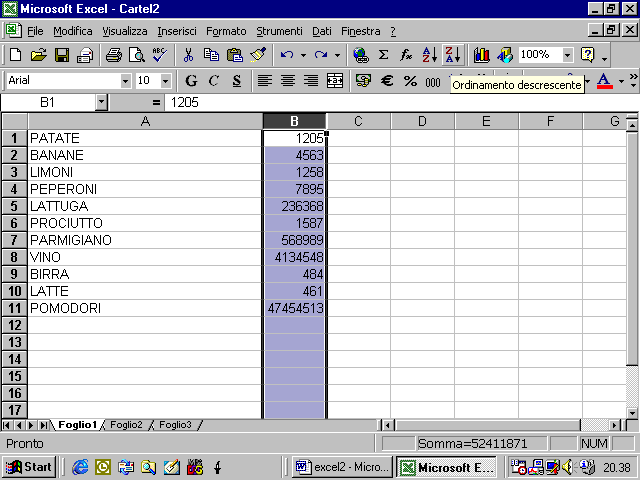 Microsoft Excel - Cartel2
File Modifica Visualizza Inserisci Formato Strumenti Dati Finestra ?
100%
Arial 10 G C S € % 000
Ordinamento descrescente
B1 = 1205
A B C D E F G
1 PATATE 1205
2 BANANE 4563
3 LIMONI 1258
4 PEPERONI 7895
5 LATTUGA 236368
6 PROCIUTTO 1587
7 PARMIGIANO 568989
8 VINO 4134548
9 BIRRA 484
10 LATTE 461
11 POMODORI 47454513
12
13
14
15
16
17
Foglio1 Foglio2 Foglio3
Pronto Somma=52411871 NUM
Start excel2 - Micro... Microsoft E... 20.38